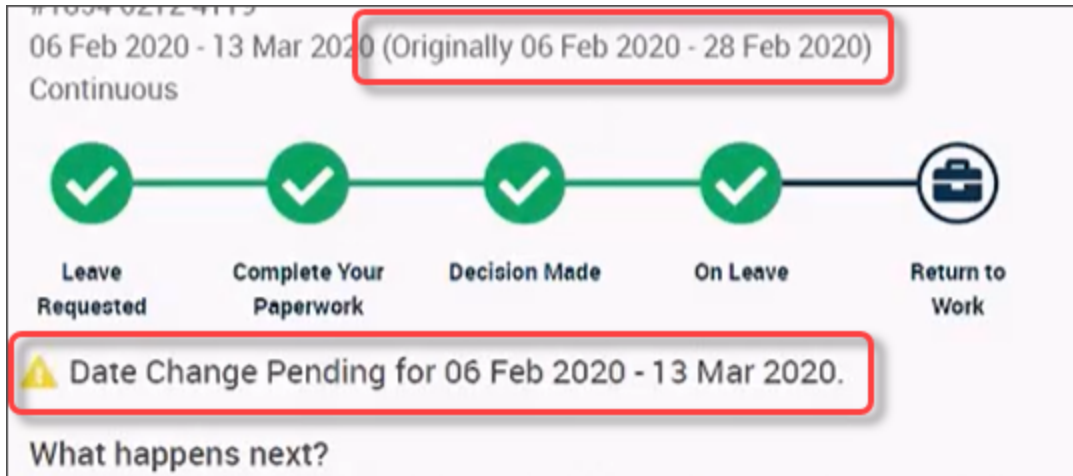 06 Feb 2020 - 13 Mar 2020 (Originally 06 Feb 2020 - 28 Feb 2020)
Continuous
Leave Requested
Complete Your Paperwork
Decision Made
On Leave
Return to Work
Date Change Pending for 06 Feb 2020 - 13 Mar 2020.
What happens next?